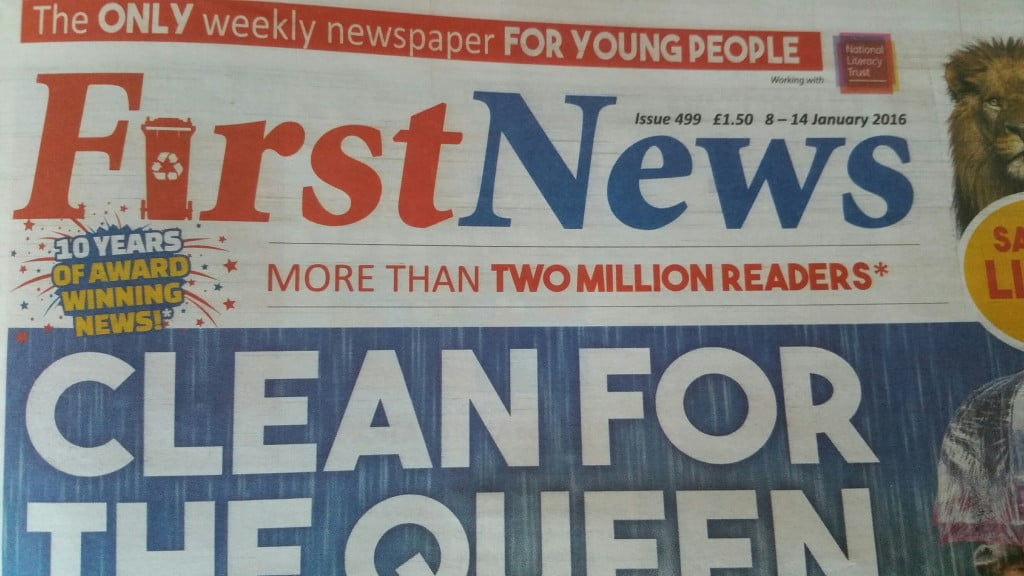 The ONLY weekly newspaper FOR YOUNG PEOPLE
National
Literacy
Trust
Working with
FirstNews
Issue 499 £1.50 8 – 14 January 2016
10 YEARS
OF AWARD
WINNING
NEWS!*
MORE THAN TWO MILLION READERS*
CLEAN FOR
THE QUEEN